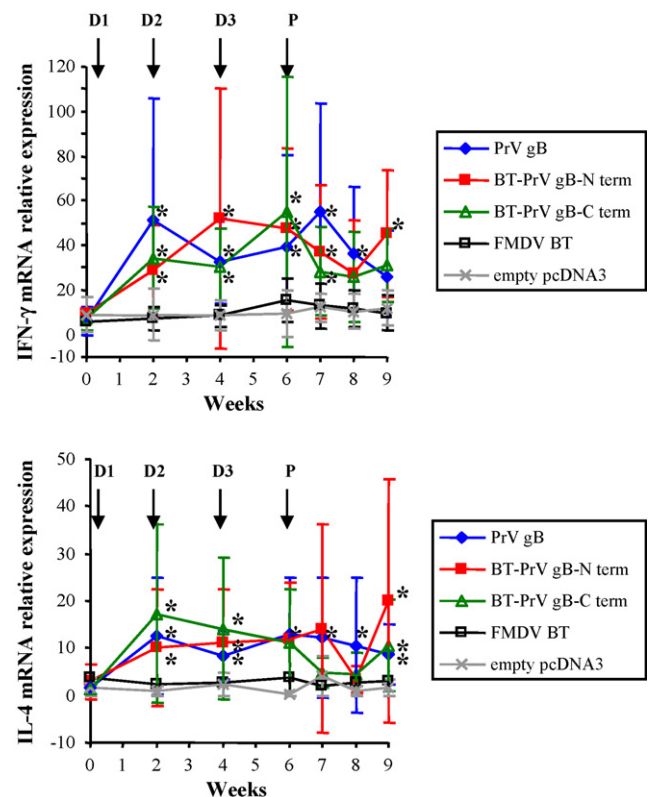 D1 D2 D3 P
120
100
80
60
40
20
0
-10
IFN-γ mRNA relative expression
* * * * * * * * * * * * * *
0 1 2 3 4 5 6 7 8 9
Weeks
PrV gB
BT-PrV gB-N term
BT-PrV gB-C term
FMDV BT
empty pcDNA3
D1 D2 D3 P
50
40
30
20
10
0
-10
IL-4 mRNA relative expression
* * * * * * * * * * * * *
0 1 2 3 4 5 6 7 8 9
Weeks
PrV gB
BT-PrV gB-N term
BT-PrV gB-C term
FMDV BT
empty pcDNA3